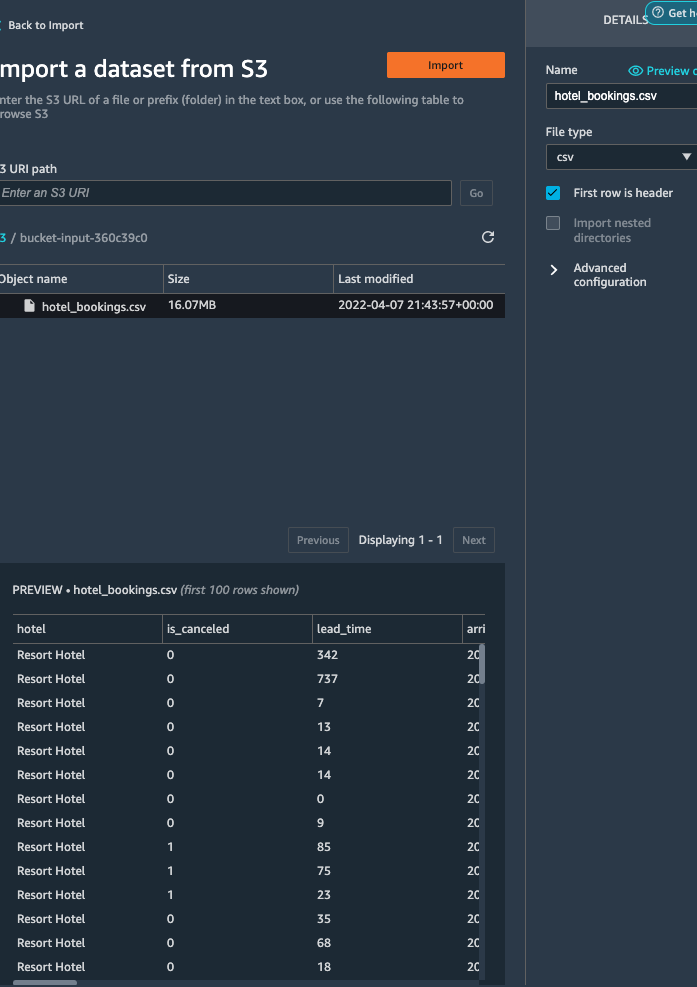 Back to Import
mport a dataset from S3
Import
nter the S3 URL of a file or prefix (folder) in the text box, or use the following table to
rowse S3
3 URI path
Enter an S3 URI
Go
3 / bucket-input-360c39c0
Object name Size Last modified
hotel_bookings.csv 16.07MB 2022-04-07 21:43:57+00:00
Previous Displaying 1 - 1 Next
PREVIEW • hotel_bookings.csv (first 100 rows shown)
hotel is_canceled lead_time arri
Resort Hotel 0 342 20
Resort Hotel 0 737 20
Resort Hotel 0 7 20
Resort Hotel 0 13 20
Resort Hotel 0 14 20
Resort Hotel 0 14 20
Resort Hotel 0 0 20
Resort Hotel 0 9 20
Resort Hotel 1 85 20
Resort Hotel 1 75 20
Resort Hotel 1 23 20
Resort Hotel 0 35 20
Resort Hotel 0 68 20
Resort Hotel 0 18 20
DETAILS
Get h
Name Preview
hotel_bookings.csv
File type
csv
First row is header
Import nested
directories
Advanced
configuration